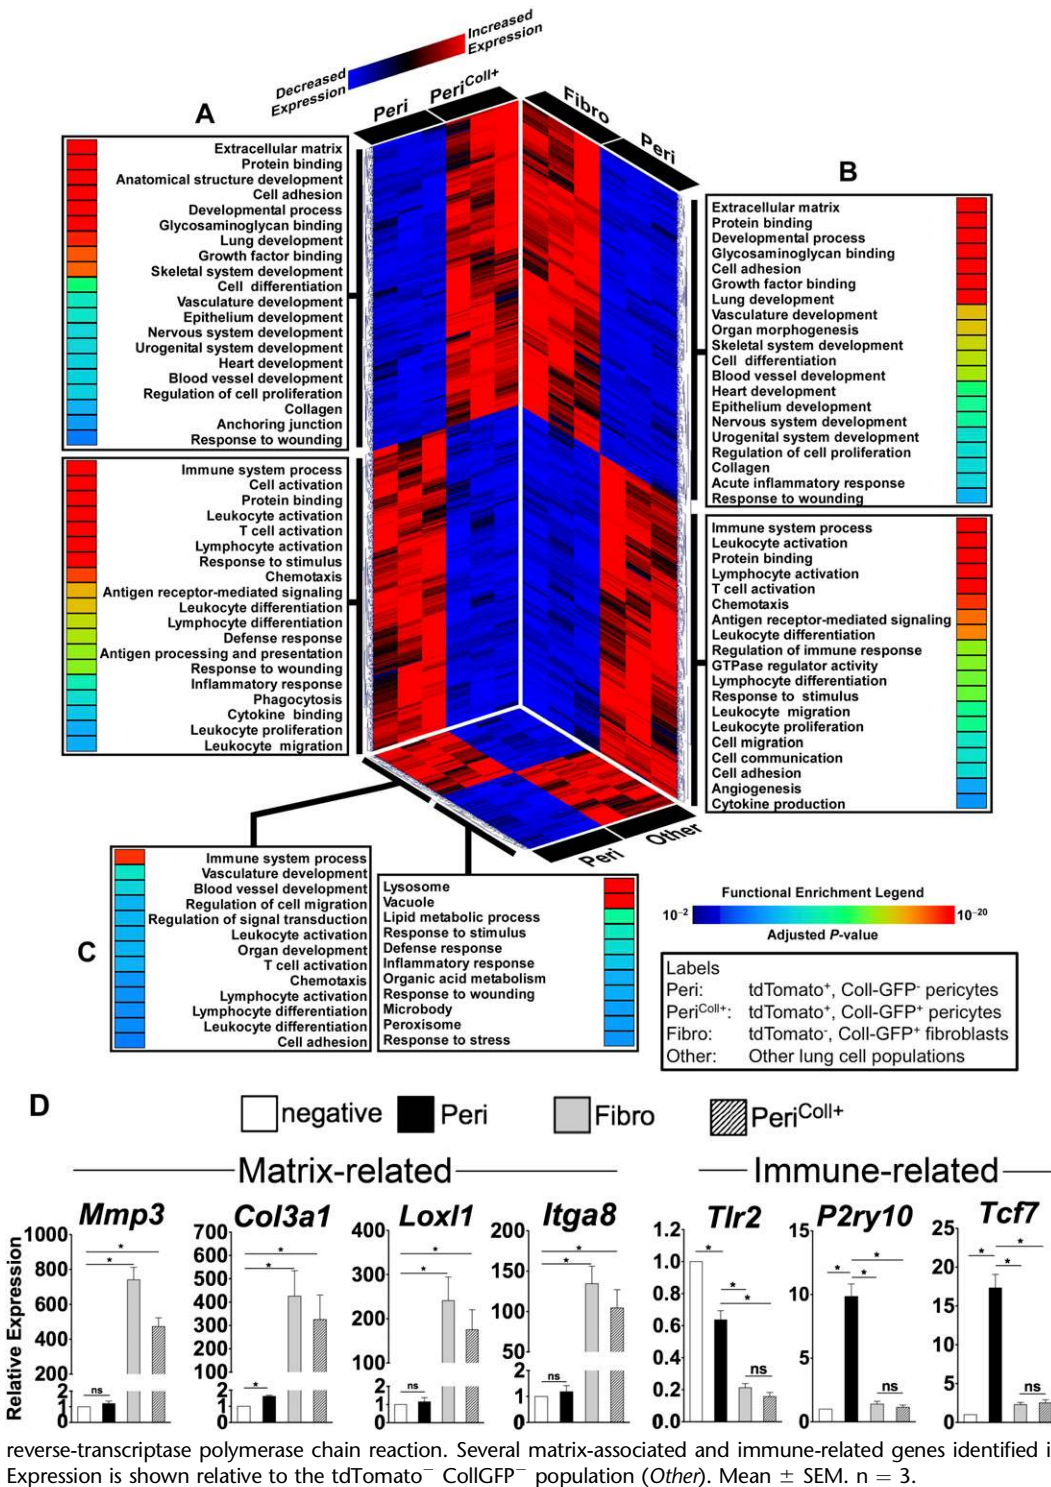 Decreased Expression
Increased Expression
A
Peri
Peri^Coll+
Fibro
Peri
Extracellular matrix
Protein binding
Anatomical structure development
Cell adhesion
Developmental process
Glycosaminoglycan binding
Lung development
Growth factor binding
Skeletal system development
Cell differentiation
Vasculature development
Epithelium development
Nervous system development
Urogenital system development
Heart development
Blood vessel development
Regulation of cell proliferation
Collagen
Anchoring junction
Response to wounding
Immune system process
Cell activation
Protein binding
Leukocyte activation
T cell activation
Lymphocyte activation
Response to stimulus
Chemotaxis
Antigen receptor-mediated signaling
Leukocyte differentiation
Lymphocyte differentiation
Defense response
Antigen processing and presentation
Response to wounding
Inflammatory response
Phagocytosis
Cytokine binding
Leukocyte proliferation
Leukocyte migration
B
Extracellular matrix
Protein binding
Developmental process
Glycosaminoglycan binding
Cell adhesion
Growth factor binding
Lung development
Vasculature development
Organ morphogenesis
Skeletal system development
Cell differentiation
Blood vessel development
Heart development
Epithelium development
Nervous system development
Urogenital system development
Regulation of cell proliferation
Collagen
Acute inflammatory response
Response to wounding
Immune system process
Leukocyte activation
Protein binding
Lymphocyte activation
T cell activation
Chemotaxis
Antigen receptor-mediated signaling
Leukocyte differentiation
Regulation of immune response
GTPase regulator activity
Lymphocyte differentiation
Response to stimulus
Leukocyte migration
Leukocyte proliferation
Cell migration
Cell communication
Cell adhesion
Angiogenesis
Cytokine production
Peri
Other
C
Immune system process
Vasculature development
Blood vessel development
Regulation of cell migration
Regulation of signal transduction
Leukocyte activation
Organ development
T cell activation
Chemotaxis
Lymphocyte activation
Lymphocyte differentiation
Leukocyte differentiation
Cell adhesion
Lysosome
Vacuole
Lipid metabolic process
Response to stimulus
Defense response
Inflammatory response
Organic acid metabolism
Response to wounding
Microbody
Peroxisome
Response to stress
Functional Enrichment Legend
10^-2 10^-20
Adjusted P-value
Labels
Peri: tdTomato⁺, Coll-GFP⁻ pericytes
Peri^Coll+: tdTomato⁺, Coll-GFP⁺ pericytes
Fibro: tdTomato⁻, Coll-GFP⁺ fibroblasts
Other: Other lung cell populations
D
negative Peri Fibro Peri^Coll+
Matrix-related
Immune-related
Relative Expression
Mmp3
1000
800
600
400
200
2
1
0
* * ns
Col3a1
700
600
500
400
300
200
100
2
1
0
* * *
Loxl1
400
300
200
100
2
1
0
* * ns
Itga8
200
150
100
50
2
1
0
* * ns
Tlr2
1.2
1.0
0.8
0.6
0.4
0.2
0.0
* * * ns
P2ry10
15
10
5
0
* * * ns
Tcf7
25
20
15
10
5
0
* * * ns
reverse-transcriptase polymerase chain reaction. Several matrix-associated and immune-related genes identified i
Expression is shown relative to the tdTomato⁻ CollGFP⁻ population (Other). Mean ± SEM. n = 3.